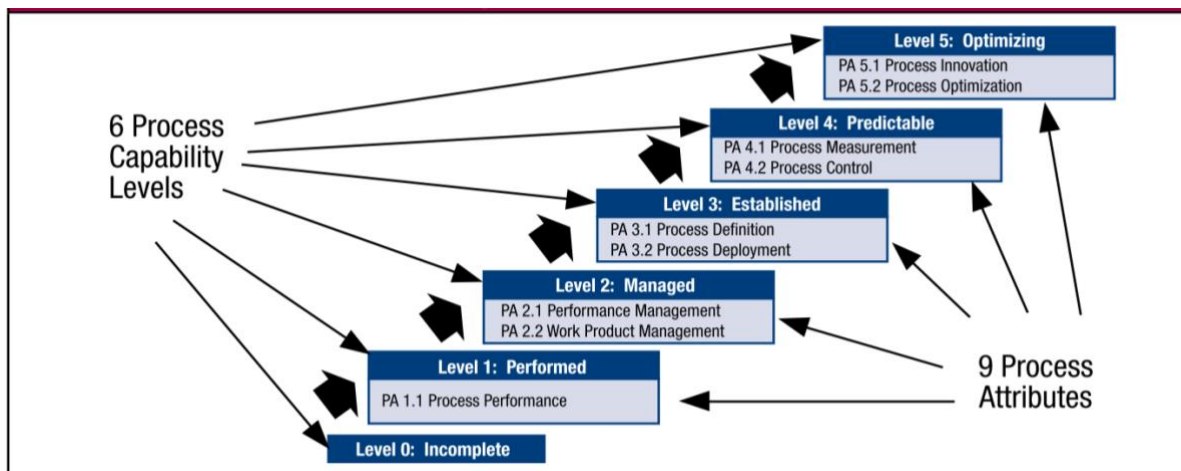 Level 5: Optimizing
PA 5.1 Process Innovation
PA 5.2 Process Optimization
6 Process
Capability
Levels
Level 4: Predictable
PA 4.1 Process Measurement
PA 4.2 Process Control
Level 3: Established
PA 3.1 Process Definition
PA 3.2 Process Deployment
Level 2: Managed
PA 2.1 Performance Management
PA 2.2 Work Product Management
Level 1: Performed
PA 1.1 Process Performance
9 Process
Attributes
Level 0: Incomplete